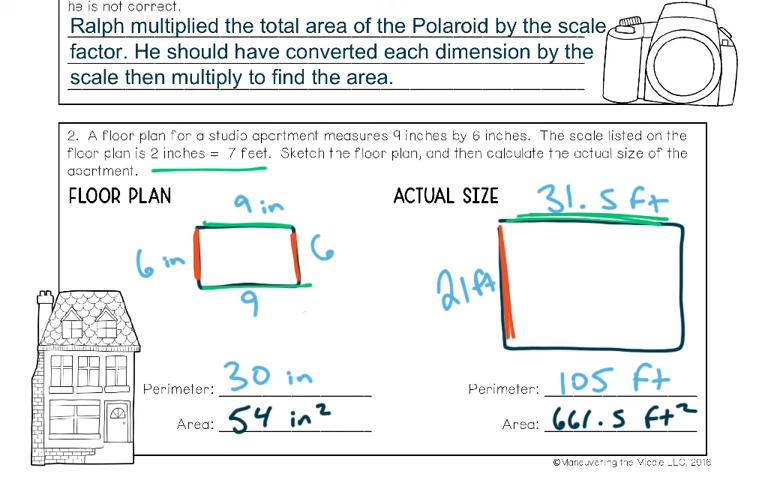 he is not correct.
Ralph multiplied the total area of the Polaroid by the scale
factor. He should have converted each dimension by the
scale then multiply to find the area.
2. A floor plan for a studio apartment measures 9 inches by 6 inches. The scale listed on the
floor plan is 2 inches = 7 feet. Sketch the floor plan, and then calculate the actual size of the
apartment.
FLOOR PLAN
9 in
6 in
6
9
Perimeter: 30 in
Area: 54 in²
ACTUAL SIZE
31.5 ft
21 ft
Perimeter: 105 ft
Area: 661.5 ft²
©Maneuvering the Middle LLC, 2016